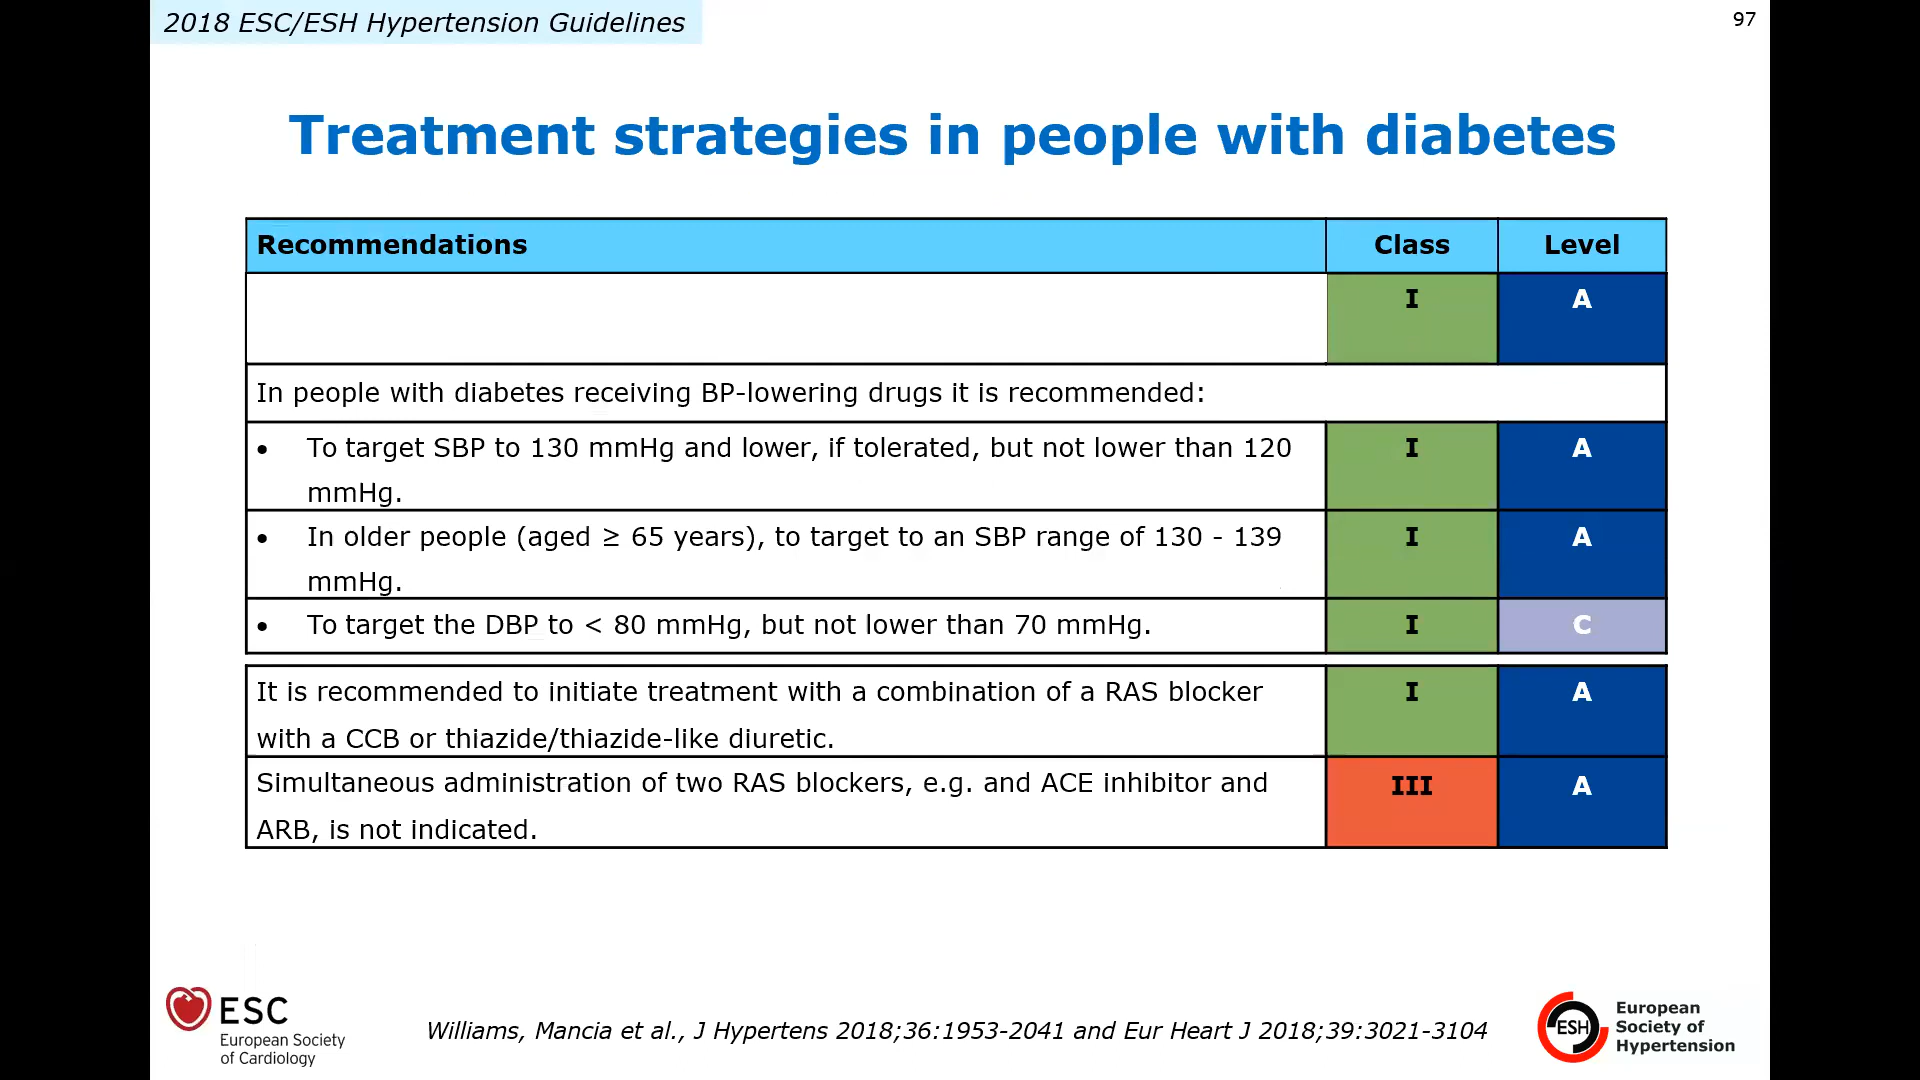 2018 ESC/ESH Hypertension Guidelines
97
Treatment strategies in people with diabetes
Recommendations Class Level
I A
In people with diabetes receiving BP-lowering drugs it is recommended:
• To target SBP to 130 mmHg and lower, if tolerated, but not lower than 120 I A
mmHg.
• In older people (aged ≥ 65 years), to target to an SBP range of 130 - 139 I A
mmHg.
• To target the DBP to < 80 mmHg, but not lower than 70 mmHg. I C
It is recommended to initiate treatment with a combination of a RAS blocker I A
with a CCB or thiazide/thiazide-like diuretic.
Simultaneous administration of two RAS blockers, e.g. and ACE inhibitor and III A
ARB, is not indicated.
ESC
European Society
of Cardiology
Williams, Mancia et al., J Hypertens 2018;36:1953-2041 and Eur Heart J 2018;39:3021-3104
ESH
European
Society of
Hypertension